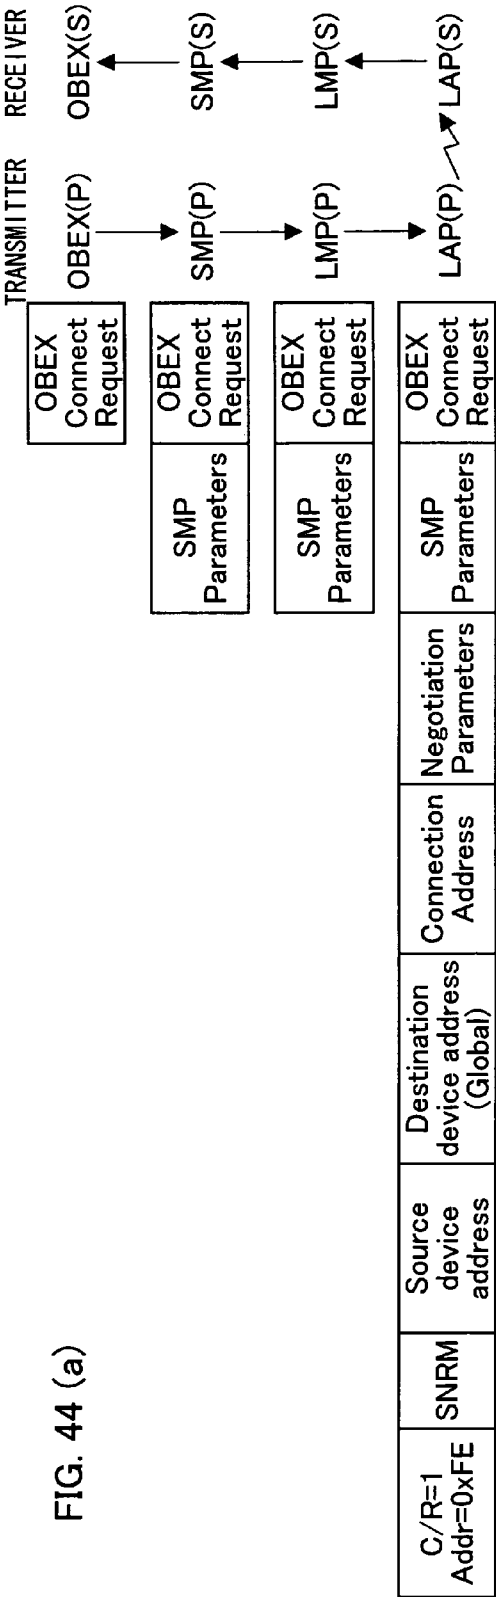 FIG. 44 (a)
TRANSMITTER
RECEIVER
OBEX
Connect
Request
OBEX(P)
OBEX(S)
SMP
Parameters
OBEX
Connect
Request
SMP(P)
SMP(S)
SMP
Parameters
OBEX
Connect
Request
LMP(P)
LMP(S)
C/R=1
Addr=0xFE
SNRM
Source
device
address
Destination
device address
(Global)
Connection
Address
Negotiation
Parameters
SMP
Parameters
OBEX
Connect
Request
LAP(P)
LAP(S)